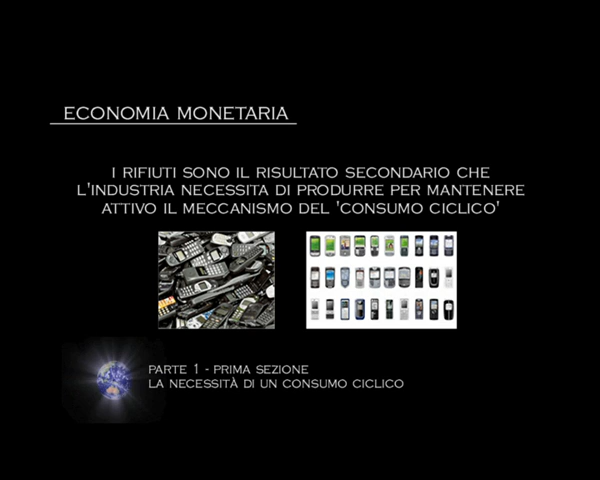 ECONOMIA MONETARIA
I RIFIUTI SONO IL RISULTATO SECONDARIO CHE
L'INDUSTRIA NECESSITA DI PRODURRE PER MANTENERE
ATTIVO IL MECCANISMO DEL 'CONSUMO CICLICO'
PARTE 1 - PRIMA SEZIONE
LA NECESSITÀ DI UN CONSUMO CICLICO